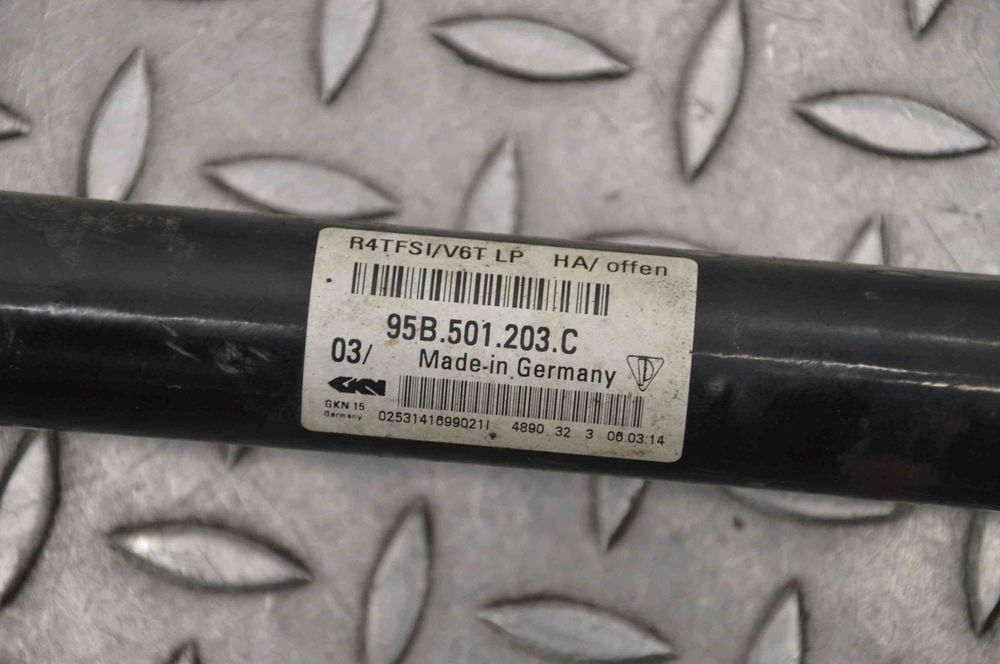 R4TFSI/V6T LP HA/ offen
95B.501.203.C
03/ Made-in Germany
GKN
GKN 15
Germany
0253141699021I 4890 32 3 06.03.14